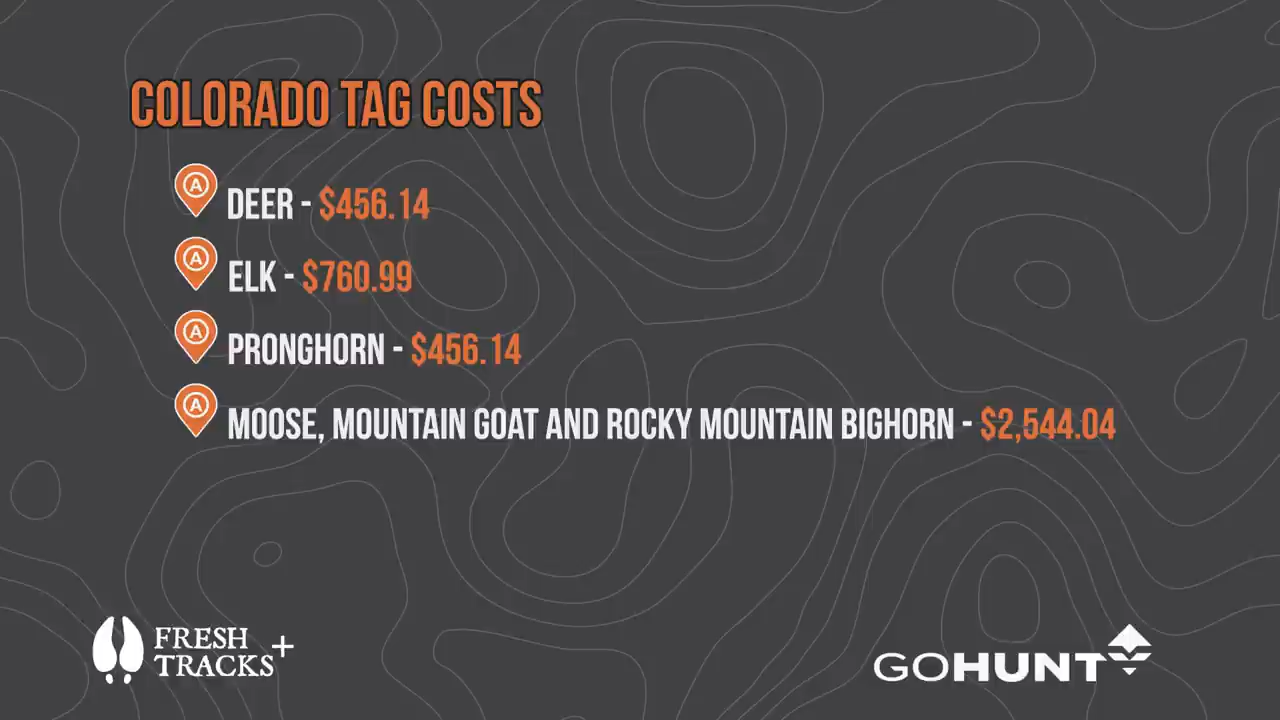 COLORADO TAG COSTS
A DEER - $456.14
A ELK - $760.99
A PRONGHORN - $456.14
A MOOSE, MOUNTAIN GOAT AND ROCKY MOUNTAIN BIGHORN - $2,544.04
FRESH
TRACKS+
GOHUNT